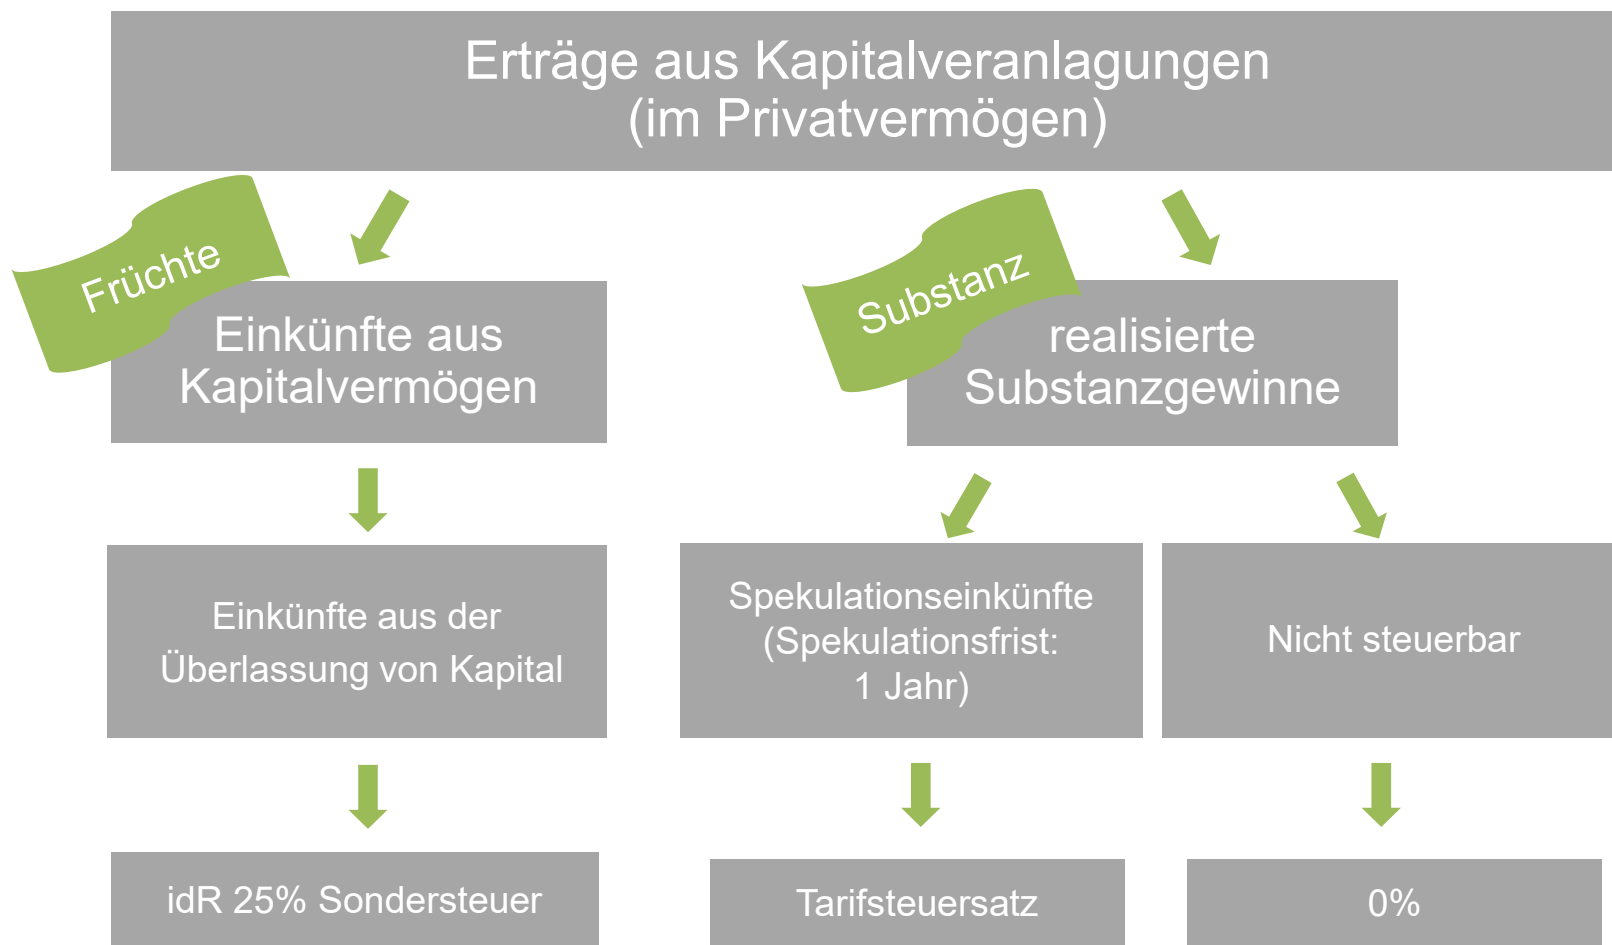 Erträge aus Kapitalveranlagungen
(im Privatvermögen)
Früchte
Einkünfte aus
Kapitalvermögen
Substanz
realisierte
Substanzgewinne
Einkünfte aus der
Überlassung von Kapital
Spekulationseinkünfte
(Spekulationsfrist:
1 Jahr)
Nicht steuerbar
idR 25% Sondersteuer
Tarifsteuersatz
0%